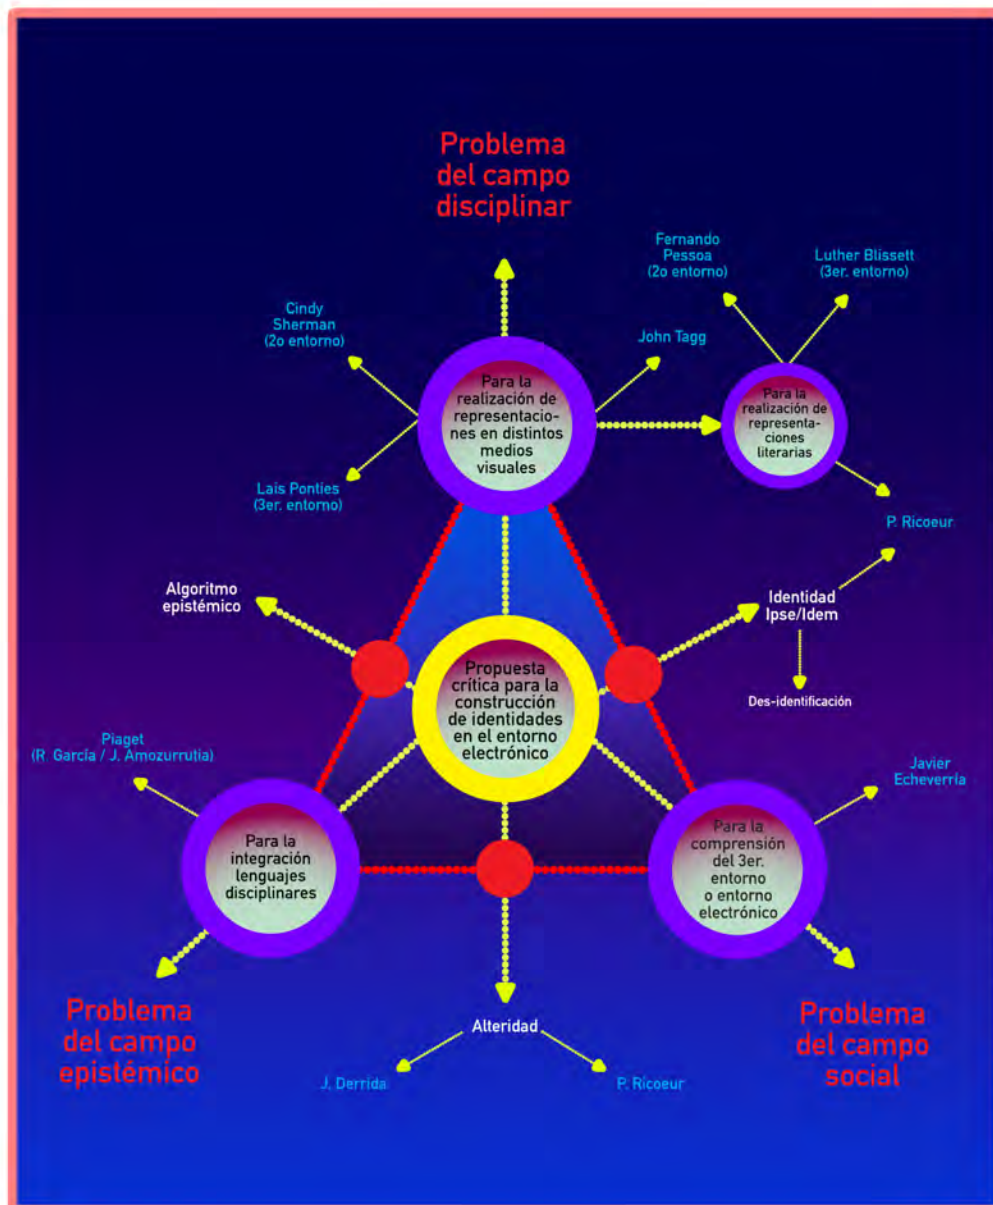 Problema
del campo
disciplinar
Fernando
Pessoa
(2o entorno)
Luther Blissett
(3er. entorno)
Cindy
Sherman
(2o entorno)
John Tagg
Para la
realización de
representacio-
nes en distintos
medios
visuales
Para la
realización de
representa-
ciones
literarias
Lais Ponties
(3er. entorno)
P. Ricoeur
Algoritmo
epistémico
Identidad
Ipse/Idem
Propuesta
crítica para la
construcción
de identidades
en el entorno
electrónico
Des-identificación
Piaget
(R. García / J. Amozurrutia)
Javier
Echeverría
Para la
integración
lenguajes
disciplinares
Para la
comprensión
del 3er.
entorno
o entorno
electrónico
Problema
del campo
epistémico
Alteridad
Problema
del campo
social
J. Derrida
P. Ricoeur